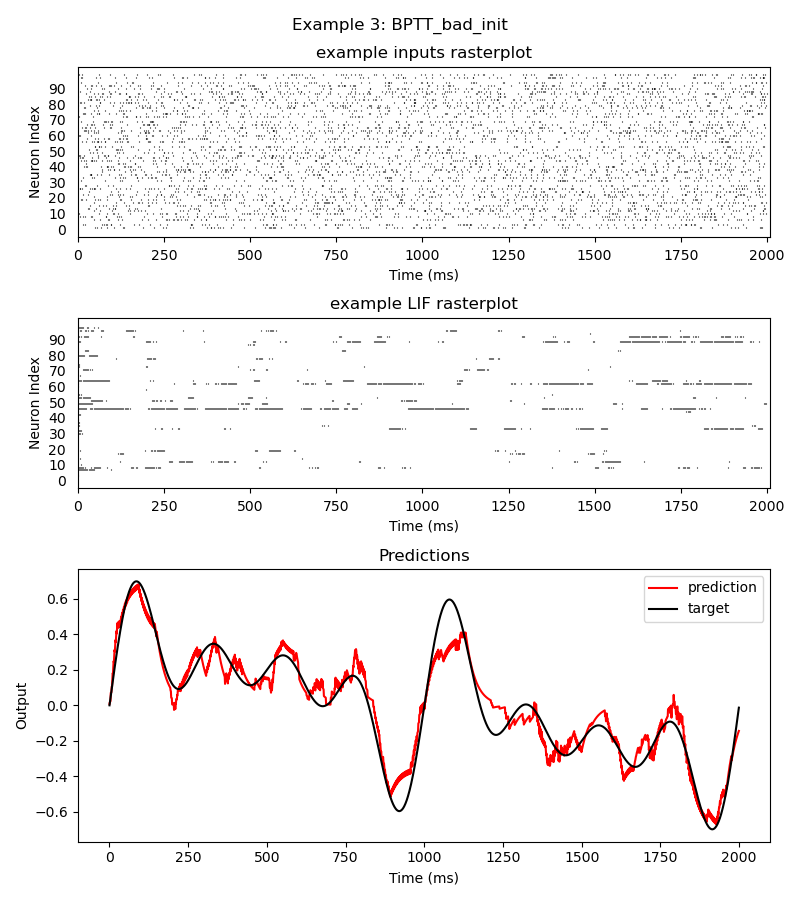 Example 3: BPTT_bad_init
example inputs rasterplot
Neuron Index
90
80
70
60
50
40
30
20
10
0
0 250 500 750 1000 1250 1500 1750 2000
Time (ms)
example LIF rasterplot
Neuron Index
90
80
70
60
50
40
30
20
10
0
0 250 500 750 1000 1250 1500 1750 2000
Time (ms)
Predictions
Output
0.6
0.4
0.2
0.0
−0.2
−0.4
−0.6
prediction
target
0 250 500 750 1000 1250 1500 1750 2000
Time (ms)